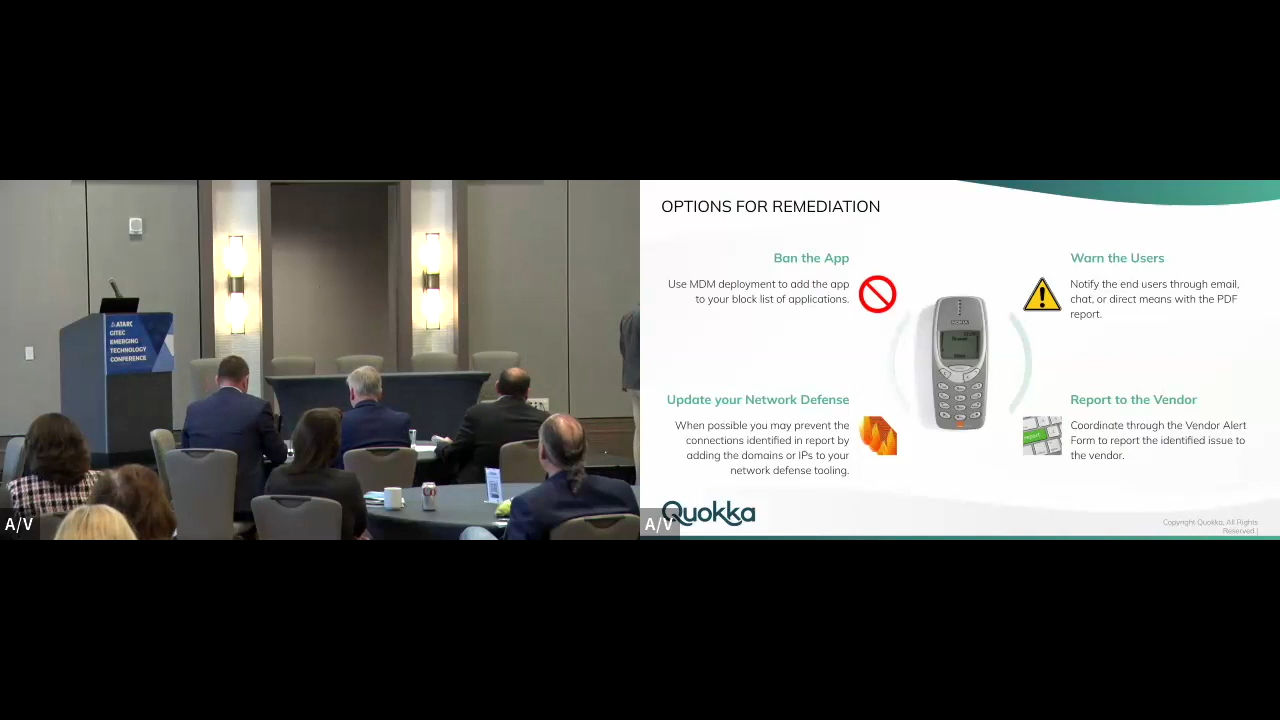 ATARC
GITEC
EMERGING
TECHNOLOGY
CONFERENCE
A/V
OPTIONS FOR REMEDIATION
Ban the App
Use MDM deployment to add the app
to your block list of applications.
Warn the Users
Notify the end users through email,
chat, or direct means with the PDF
report.
NOKIA
Update your Network Defense
When possible you may prevent the
connections identified in report by
adding the domains or IPs to your
network defense tooling.
report
Report to the Vendor
Coordinate through the Vendor Alert
Form to report the identified issue to
the vendor.
A/V
Quokka
Copyright Quokka, All Rights
Reserved |